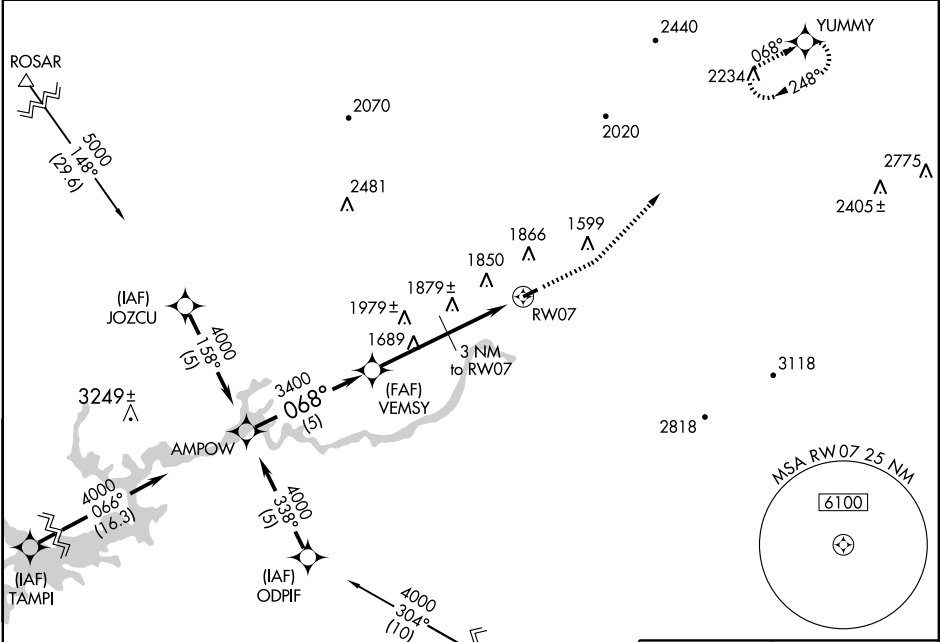 2440
YUMMY
068°
2234
248°
ROSAR
5000
148°
(29.6)
2070
2020
2775
2405±
2481
1599
1866
1850
1879±
1979±
1689
RW07
3 NM
to RW07
(IAF)
JOZCU
4000
158°
(5)
3400
068°
(5)
(FAF)
VEMSY
3249±
AMPOW
3118
2818
4000
066°
(16.3)
4000
338°
(5)
(IAF)
TAMPI
(IAF)
ODPIF
4000
304°
(10)
MSA RW07 25 NM
6100